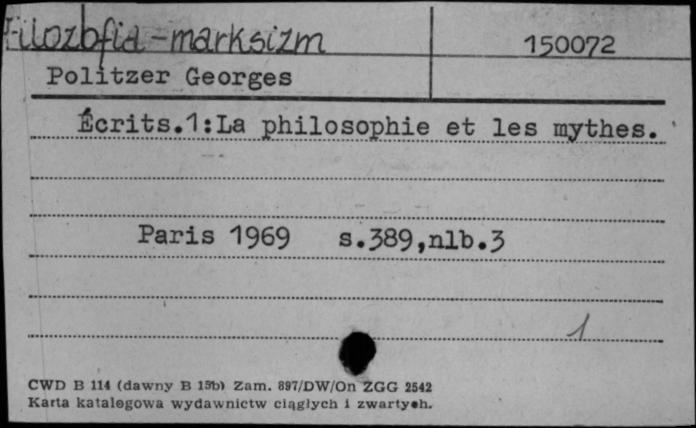 Filozofia - marksizm
150072
Politzer Georges
Écrits.1:La philosophie et les mythes.
Paris 1969 s.389,nlb.3
1
CWD B 114 (dawny B 15b) Zam. 897/DW/On ZGG 2542
Karta katalogowa wydawnictw ciągłych i zwartych.